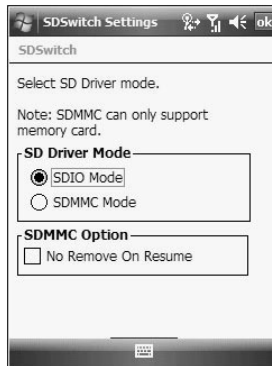 SDSwitch Settings ok
SDSwitch
Select SD Driver mode.
Note: SDMMC can only support
memory card.
SD Driver Mode
SDIO Mode
SDMMC Mode
SDMMC Option
No Remove On Resume